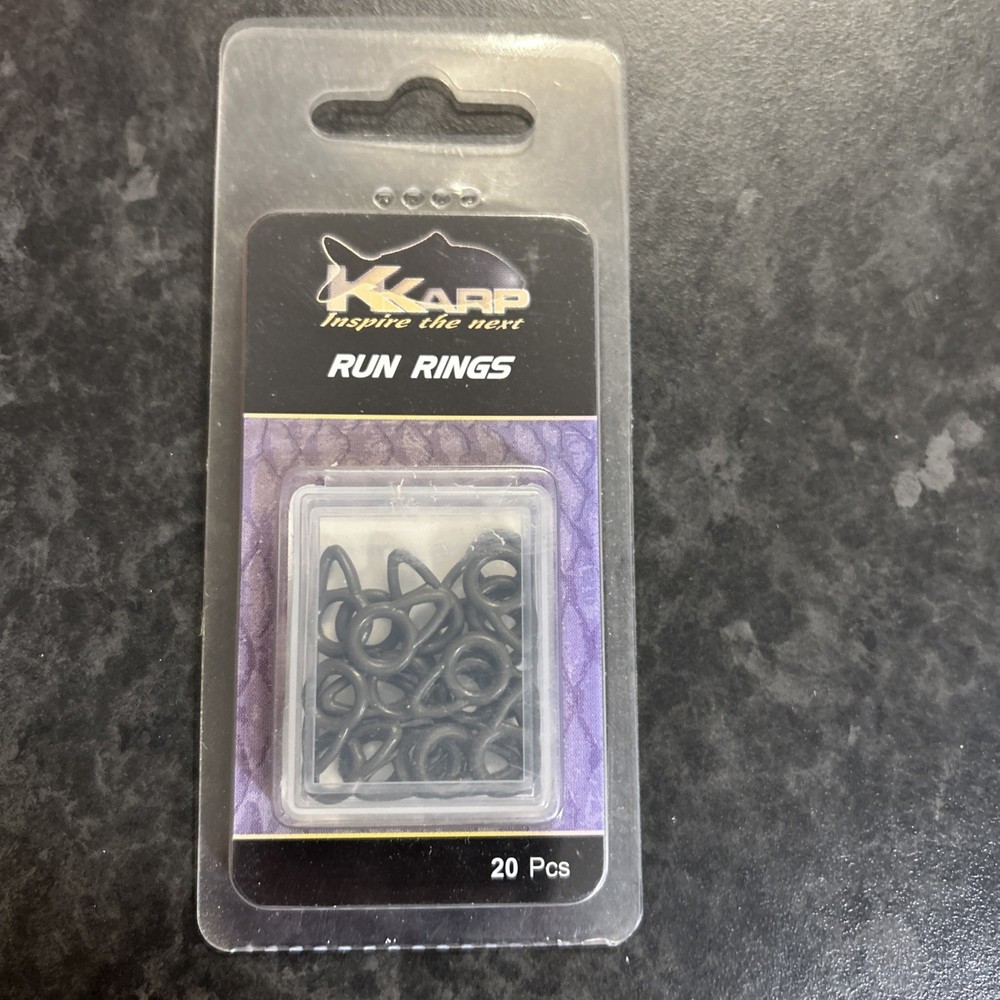 KKARP
Inspire the next
RUN RINGS
20 Pcs